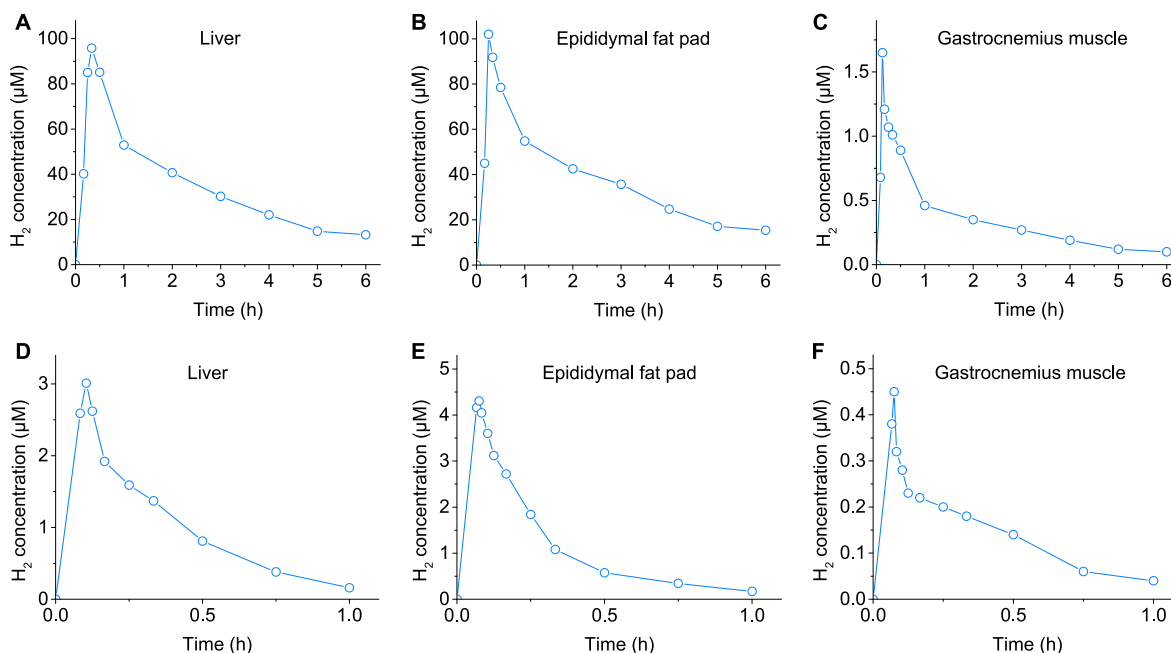 A
Liver
H₂ concentration (µM)
100
80
60
40
20
0
0 1 2 3 4 5 6
Time (h)
B
Epididymal fat pad
H₂ concentration (µM)
100
80
60
40
20
0
0 1 2 3 4 5 6
Time (h)
C
Gastrocnemius muscle
H₂ concentration (µM)
1.5
1.0
0.5
0.0
0 1 2 3 4 5 6
Time (h)
D
Liver
H₂ concentration (µM)
3
2
1
0
0.0 0.5 1.0
Time (h)
E
Epididymal fat pad
H₂ concentration (µM)
5
4
3
2
1
0
0.0 0.5 1.0
Time (h)
F
Gastrocnemius muscle
H₂ concentration (µM)
0.5
0.4
0.3
0.2
0.1
0.0
0.0 0.5 1.0
Time (h)